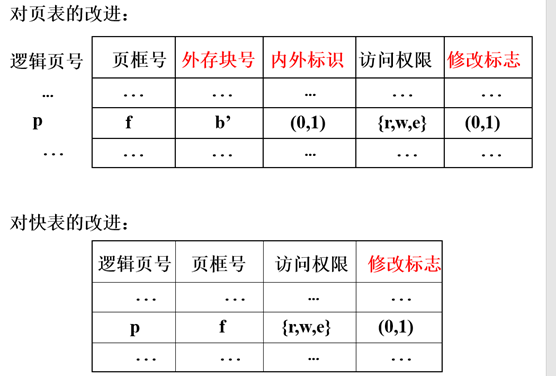 对页表的改进：
逻辑页号 页框号 外存块号 内外标识 访问权限 修改标志
... ... ... ... ... ...
p f b’ (0,1) {r,w,e} (0,1)
... ... ... ... ... ...
对快表的改进：
逻辑页号 页框号 访问权限 修改标志
... ... ... ...
p f {r,w,e} (0,1)
... ... ... ...